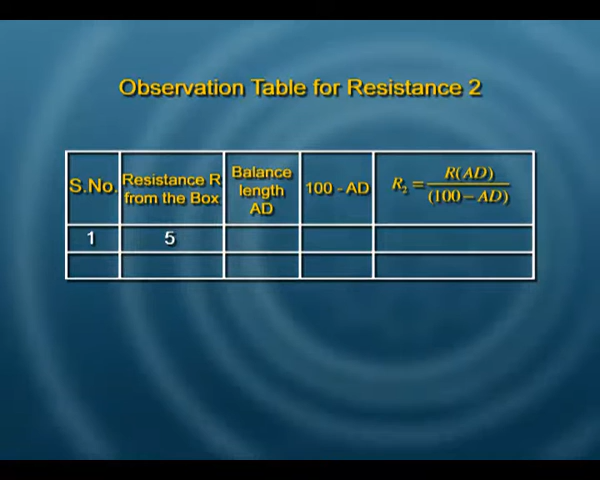 Observation Table for Resistance 2
S.No.
Resistance R
from the Box
Balance
length
AD
100 - AD
R₂ = R(AD) / (100 – AD)
1
5